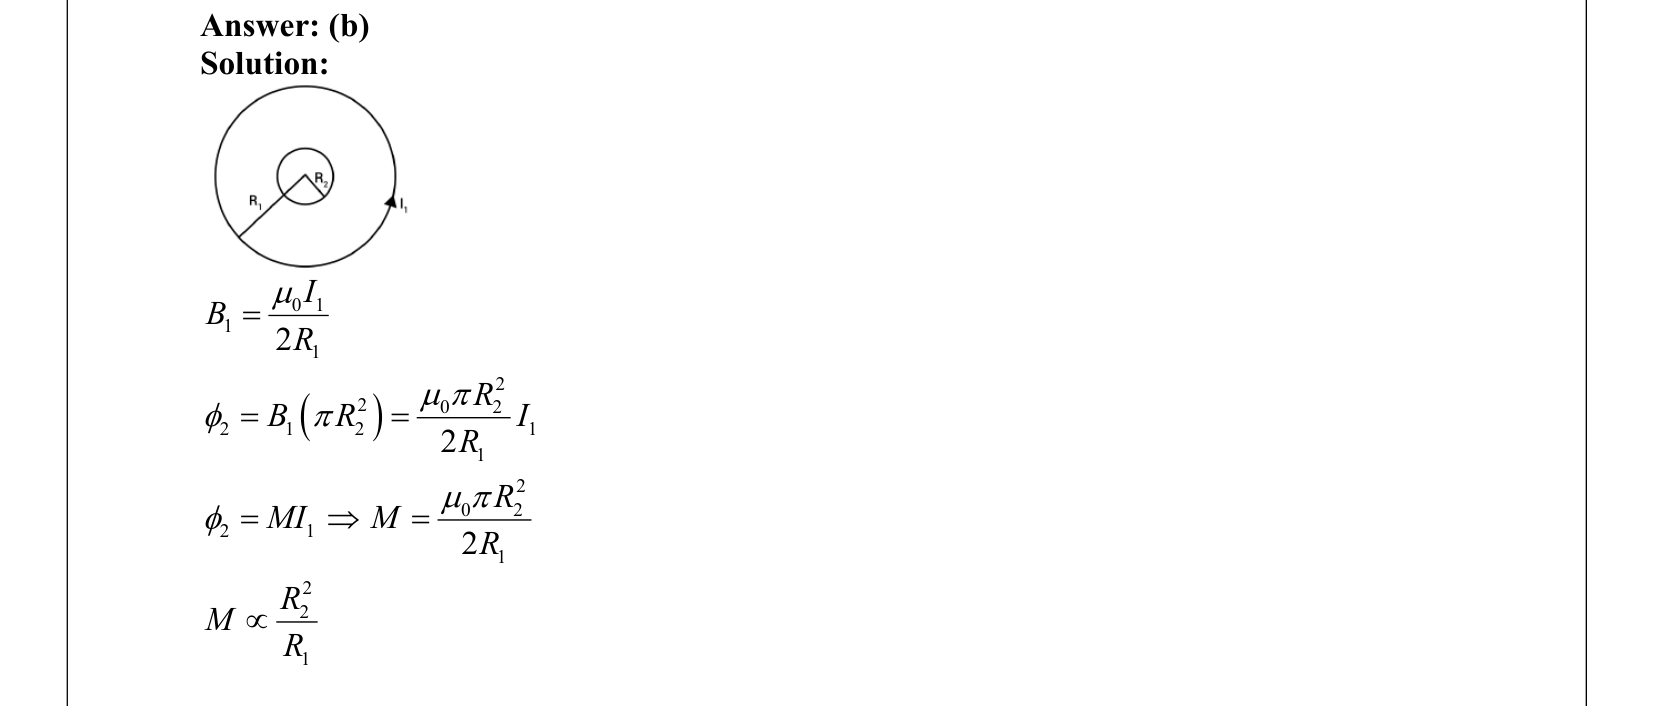 Answer: (b)
Solution:
R₂
R₁
I₁
B₁ = μ₀I₁ / 2R₁
ϕ₂ = B₁(πR₂²) = μ₀πR₂² / 2R₁ I₁
ϕ₂ = MI₁ ⇒ M = μ₀πR₂² / 2R₁
M ∝ R₂² / R₁